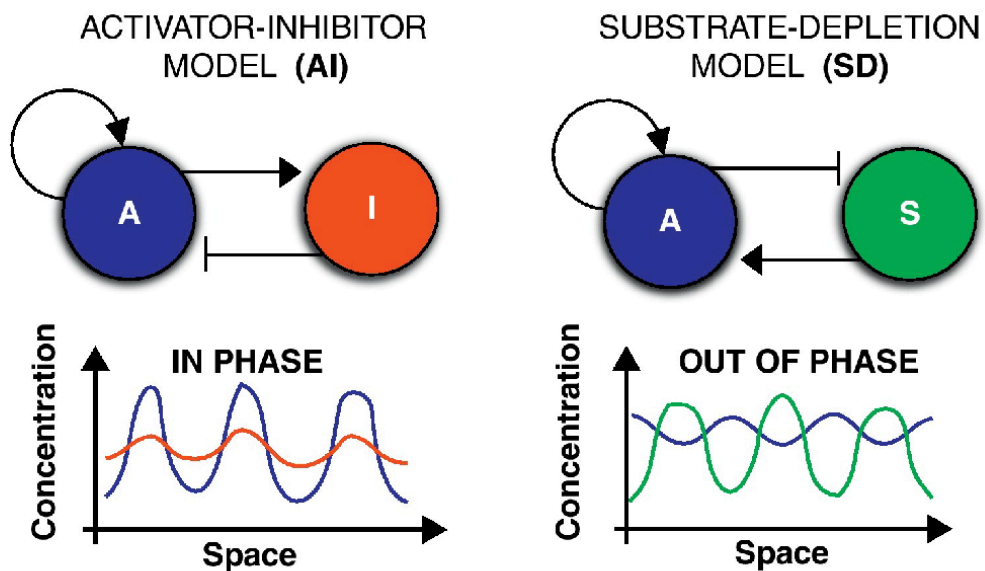 ACTIVATOR-INHIBITOR
MODEL (AI)
A
I
Concentration
IN PHASE
Space
SUBSTRATE-DEPLETION
MODEL (SD)
A
S
Concentration
OUT OF PHASE
Space